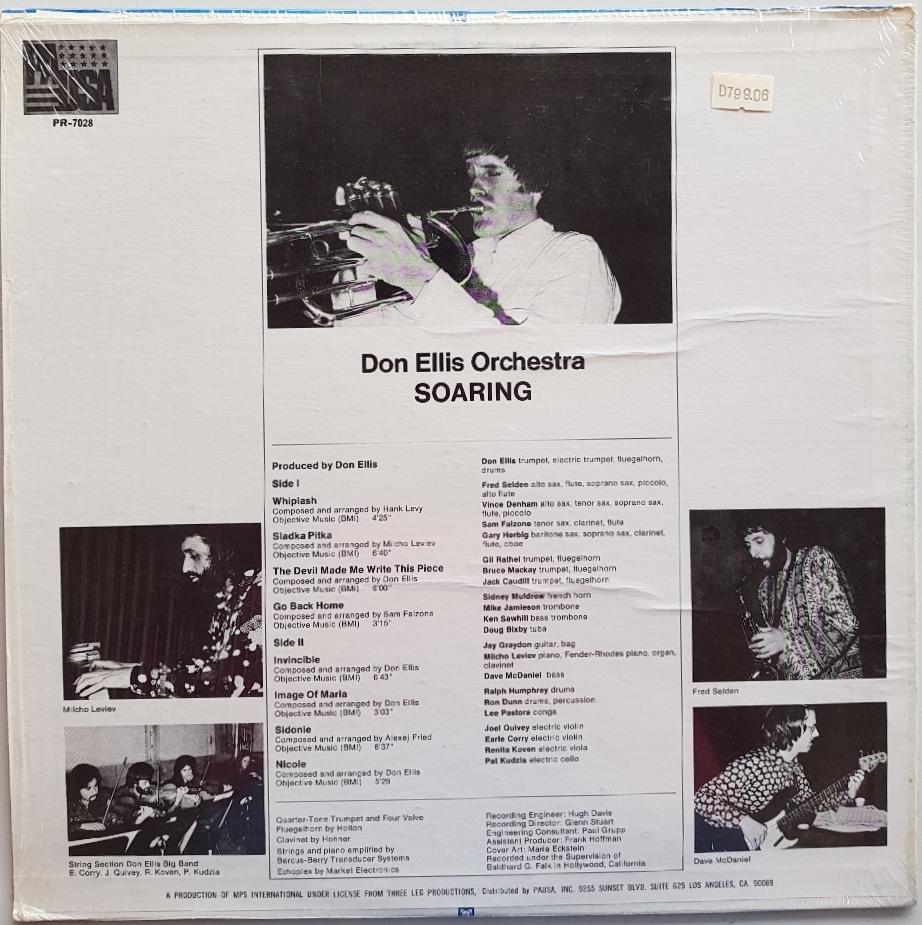 PAUSA
PR-7028
D799.06
Don Ellis Orchestra
SOARING
Produced by Don Ellis
Side I
Whiplash
Composed and arranged by Hank Levy
Objective Music (BMI) 4'25"
Sladka Pitka
Composed and arranged by Milcho Leviev
Objective Music (BMI) 6'40"
The Devil Made Me Write This Piece
Composed and arranged by Don Ellis
Objective Music (BMI) 6'00"
Go Back Home
Composed and arranged by Sam Falzone
Objective Music (BMI) 3'15"
Side II
Invincible
Composed and arranged by Don Ellis
Objective Music (BMI) 6'43"
Image Of Maria
Composed and arranged by Don Ellis
Objective Music (BMI) 3'03"
Sidonie
Composed and arranged by Alexej Fried
Objective Music (BMI) 6'37"
Nicole
Composed and arranged by Don Ellis
Objective Music (BMI) 5'29
Don Ellis trumpet, electric trumpet, fluegelhorn,
drums
Fred Selden alto sax, flute, soprano sax, piccolo,
alto flute
Vince Denham alto sax, tenor sax, soprano sax,
flute, piccolo
Sam Falzone tenor sax, clarinet, flute
Gary Herbig baritone sax, soprano sax, clarinet,
flute, oboe
Gil Rathel trumpet, fluegelhorn
Bruce Mackay trumpet, fluegelhorn
Jack Caudill trumpet, fluegelhorn
Sidney Muldrow french horn
Mike Jamieson trombone
Ken Sawhill bass trombone
Doug Bixby tuba
Jay Graydon guitar, bag
Milcho Leviev piano, Fender-Rhodes piano, organ,
clavinet
Dave McDaniel bass
Ralph Humphrey drums
Ron Dunn drums, percussion
Lee Pastora conga
Joel Quivey electric violin
Earle Corry electric violin
Renita Koven electric viola
Pat Kudzia electric cello
Milcho Leviev
String Section Don Ellis Big Band
E. Corry, J. Quivey, R. Koven, P. Kudzia
Fred Selden
Dave McDaniel
Quarter-Tone Trumpet and Four Valve
Fluegelhorn by Holton
Clavinet by Hohner
Strings and piano amplified by
Barcus-Berry Transducer Systems
Echoplex by Market Electronics
Recording Engineer: Hugh Davis
Recording Director: Glenn Stuart
Engineering Consultant: Paul Grupp
Assistant Producer: Frank Hoffman
Cover Art: Maria Eckstein
Recorded under the Supervision of
Baldhard G. Falk in Hollywood, California
A PRODUCTION OF MPS INTERNATIONAL UNDER LICENSE FROM THREE LEG PRODUCTIONS, Distributed by PAUSA, INC. 9255 SUNSET BLVD. SUITE 625 LOS ANGELES, CA. 90069